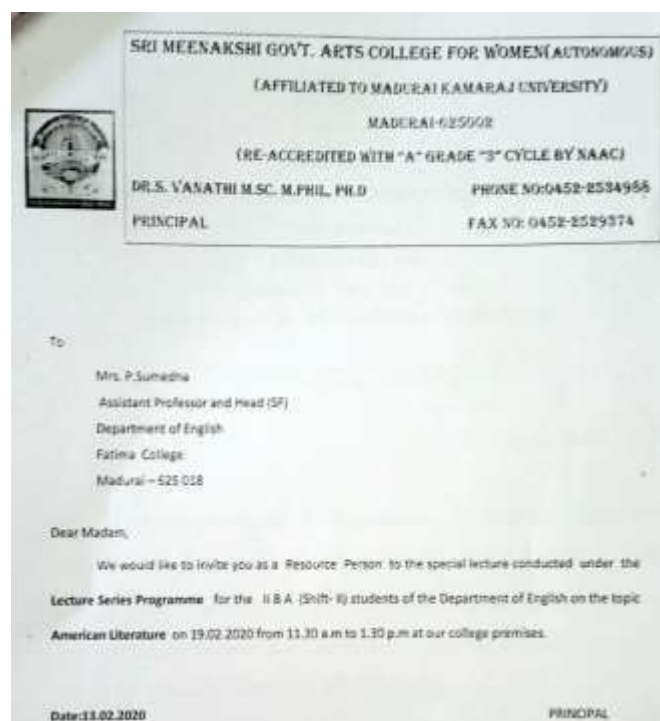 SRI MEENAKSHI GOVT. ARTS COLLEGE FOR WOMEN(AUTONOMOUS)
(AFFILIATED TO MADURAI KAMARAJ UNIVERSITY)
MADURAI-625002
(RE-ACCREDITED WITH "A" GRADE "3" CYCLE BY NAAC)
DR.S. VANATHI M.SC. M.PHIL, PH.D PHONE NO:0452-2534988
PRINCIPAL FAX NO: 0452-2529374
To
Mrs. P.Sumedha
Assistant Professor and Head (SF)
Department of English
Fatima College
Madurai – 625 018
Dear Madam,
We would like to invite you as a Resource Person to the special lecture conducted under the
Lecture Series Programme for the II B A (Shift- II) students of the Department of English on the topic
American Literature on 19.02.2020 from 11.30 a.m to 1.30 p.m at our college premises.
Date:13.02.2020 PRINCIPAL